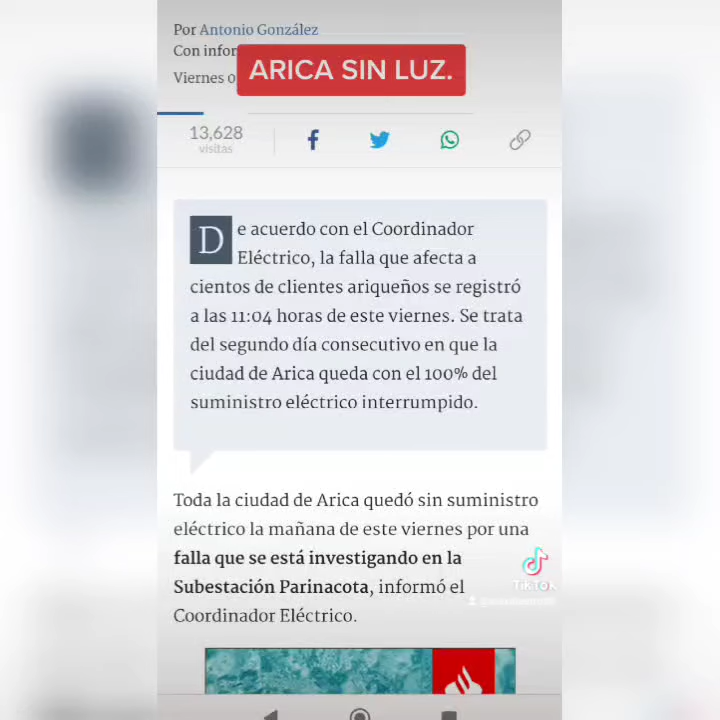 Por Antonio González
Con infor
Viernes 0
ARICA SIN LUZ.
13,628
visitas
De acuerdo con el Coordinador
Eléctrico, la falla que afecta a
cientos de clientes ariqueños se registró
a las 11:04 horas de este viernes. Se trata
del segundo día consecutivo en que la
ciudad de Arica queda con el 100% del
suministro eléctrico interrumpido.
Toda la ciudad de Arica quedó sin suministro
eléctrico la mañana de este viernes por una
falla que se está investigando en la
Subestación Parinacota, informó el
Coordinador Eléctrico.
TikTok